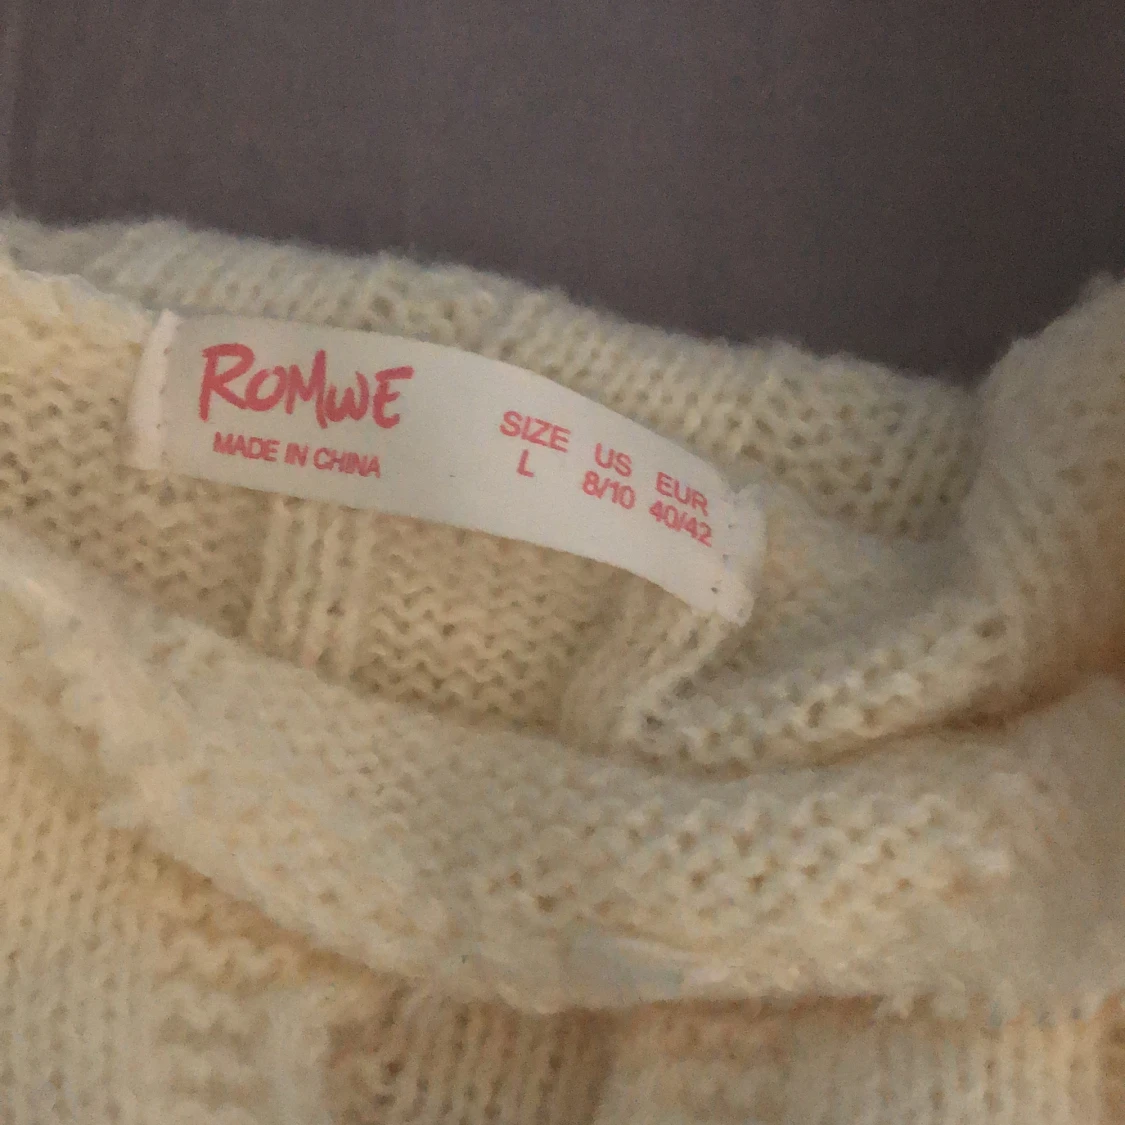 ROMWE
MADE IN CHINA
SIZE US EUR
L 8/10 40/42